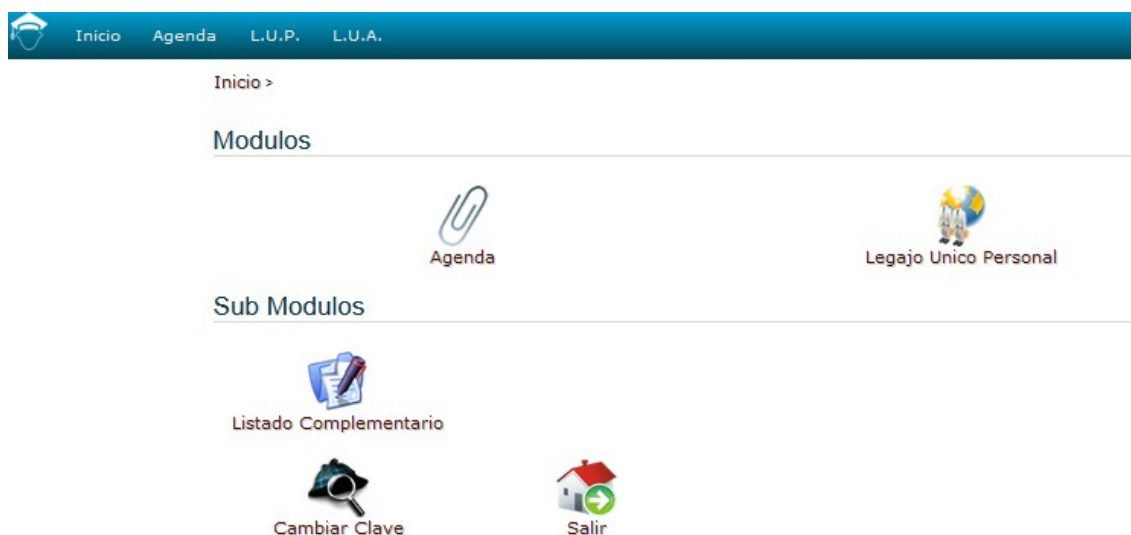 Inicio Agenda L.U.P. L.U.A.
Inicio >
Modulos
Agenda Legajo Unico Personal
Sub Modulos
Listado Complementario
Cambiar Clave Salir